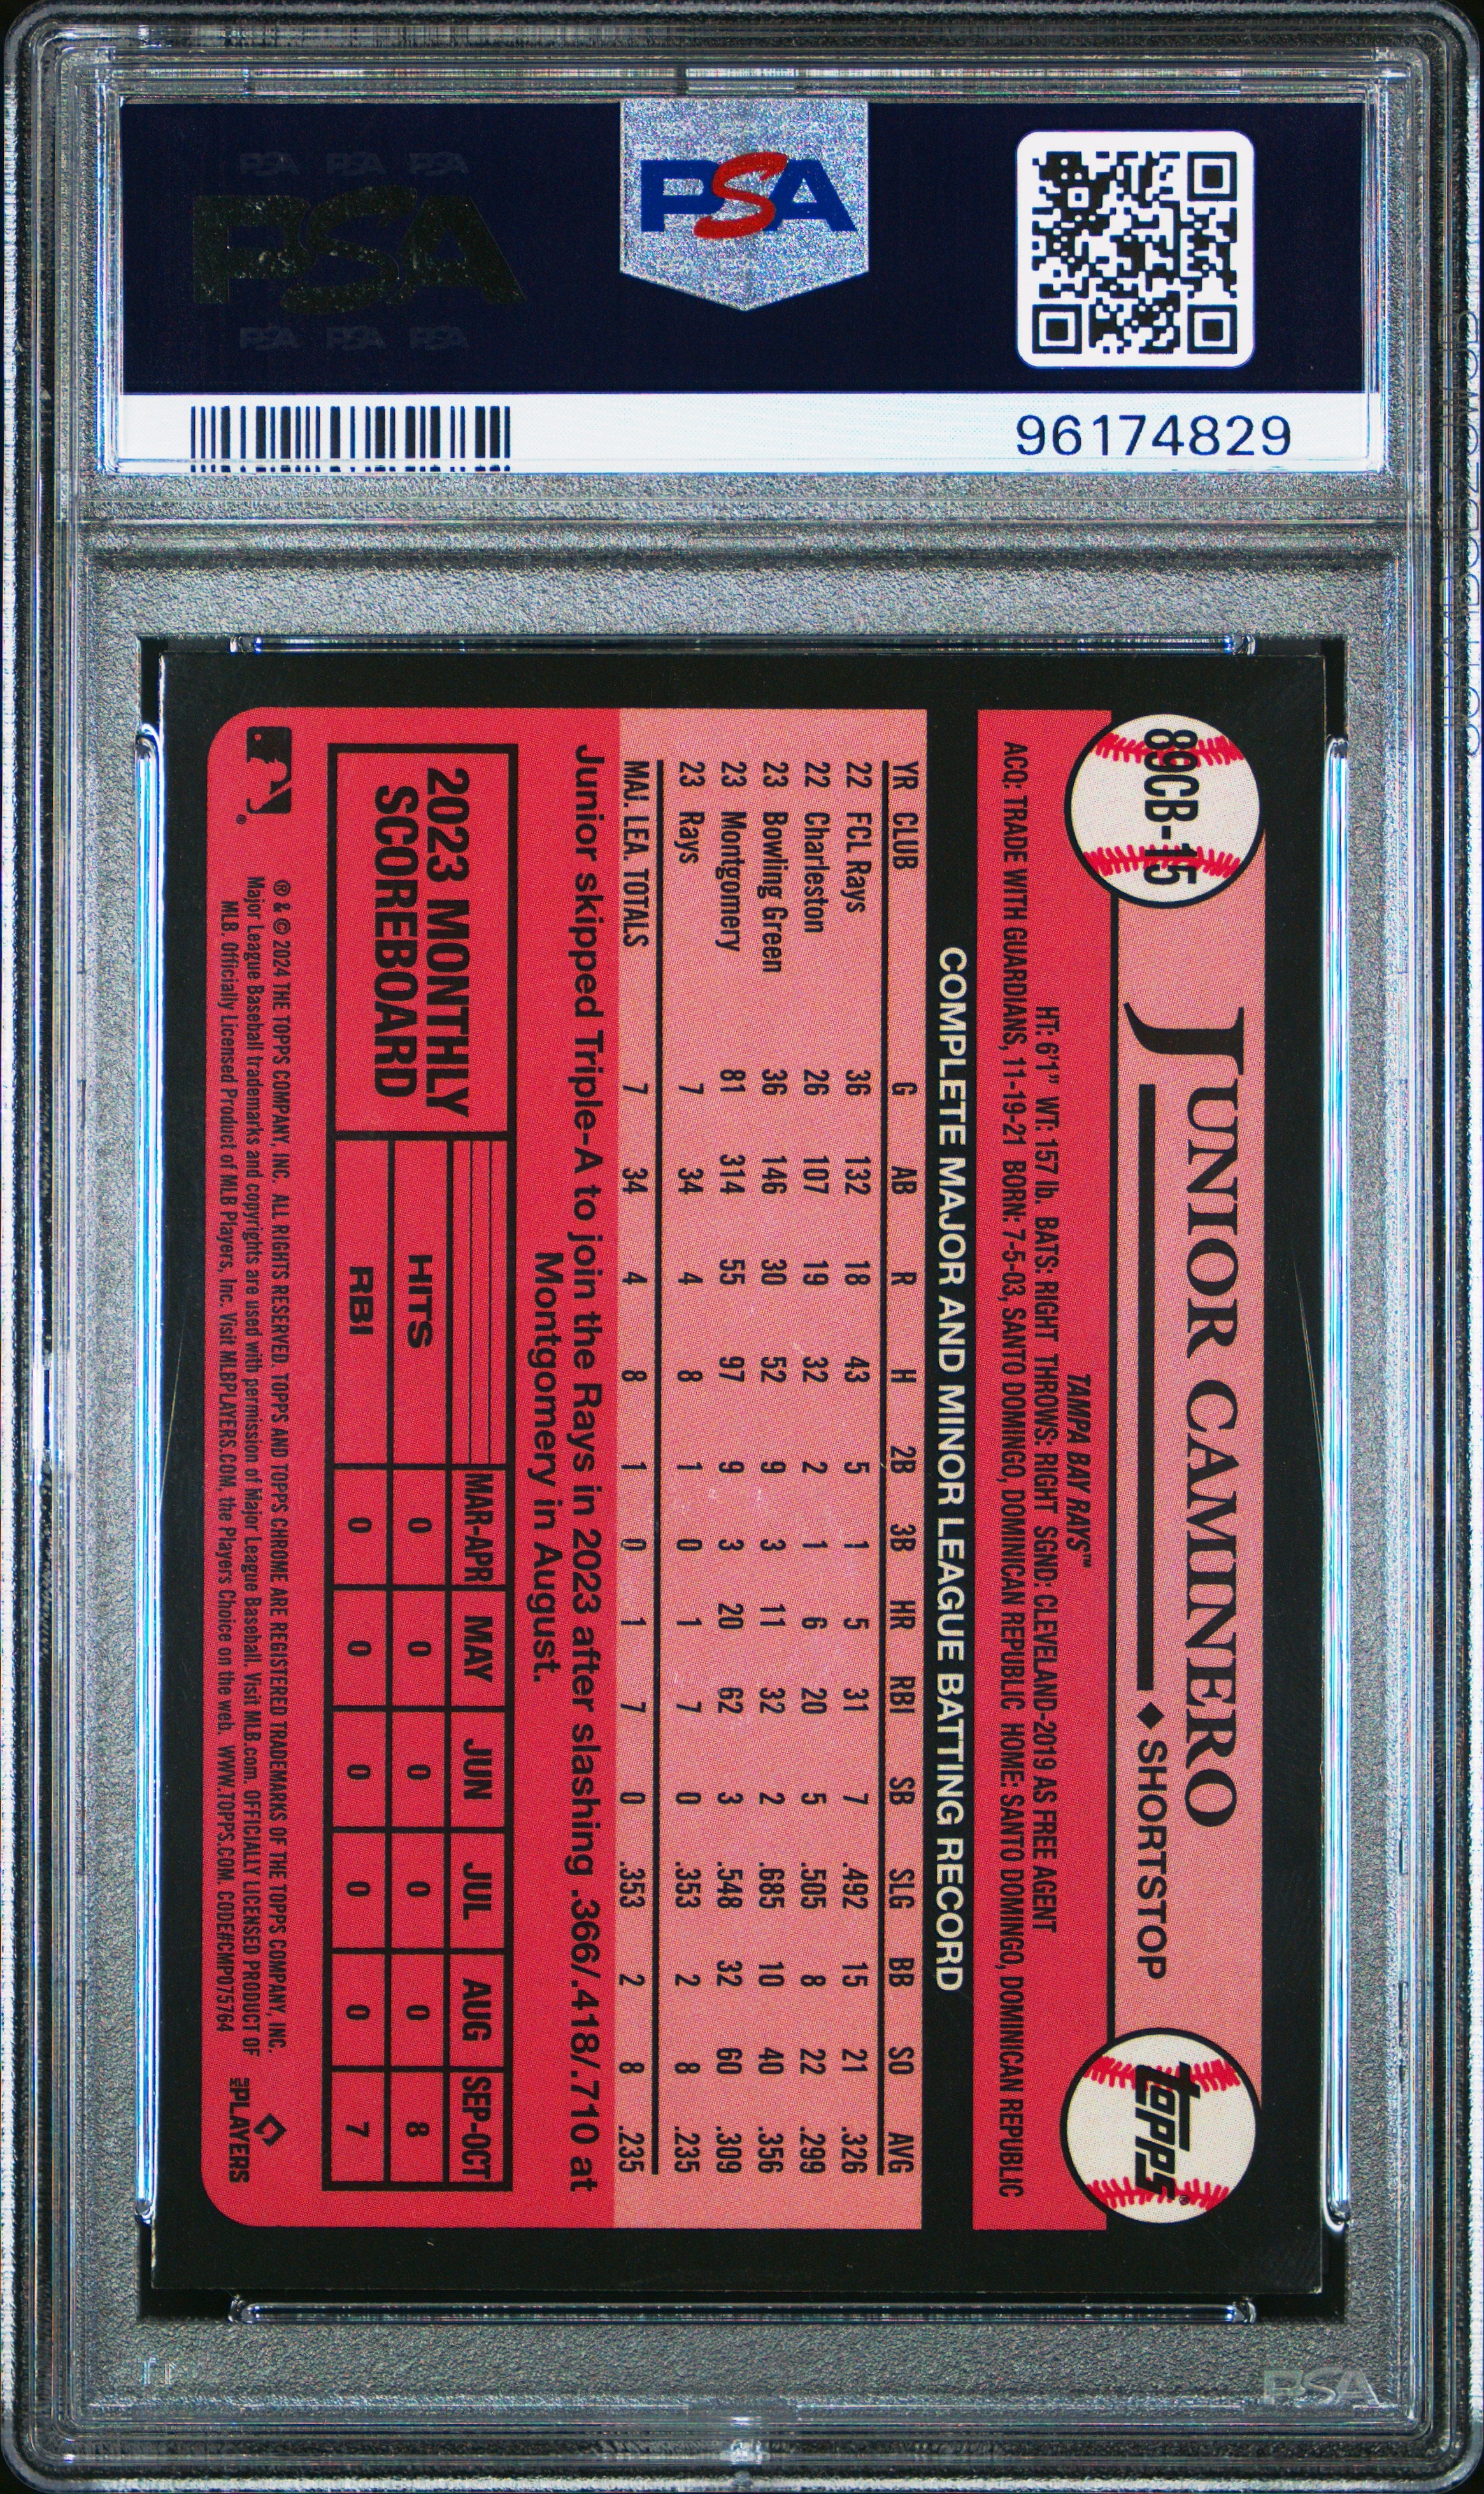 PSA PSA PSA
PSA
PSA PSA PSA
PSA
96174829
89CB-15
JUNIOR CAMINERO
◆SHORTSTOP
topps®
TAMPA BAY RAYS™
HT: 6'1" WT: 157 lb. BATS: RIGHT THROWS: RIGHT SGND: CLEVELAND-2019 AS FREE AGENT
ACQ: TRADE WITH GUARDIANS, 11-19-21 BORN: 7-5-03, SANTO DOMINGO, DOMINICAN REPUBLIC HOME: SANTO DOMINGO, DOMINICAN REPUBLIC
COMPLETE MAJOR AND MINOR LEAGUE BATTING RECORD
YR CLUB G AB R H 2B 3B HR RBI SB SLG BB SO AVG
22 FCL Rays 36 132 18 43 5 1 5 31 7 .492 15 21 .326
22 Charleston 26 107 19 32 2 1 6 20 5 .505 8 22 .299
23 Bowling Green 36 146 30 52 9 3 11 32 2 .685 10 40 .356
23 Montgomery 81 314 55 97 9 3 20 62 3 .548 32 60 .309
23 Rays 7 34 4 8 1 0 1 7 0 .353 2 8 .235
MAJ. LEA. TOTALS 7 34 4 8 1 0 1 7 0 .353 2 8 .235
Junior skipped Triple-A to join the Rays in 2023 after slashing .366/.418/.710 at
Montgomery in August.
2023 MONTHLY
SCOREBOARD
MAR-APR MAY JUN JUL AUG SEP-OCT
HITS 0 0 0 0 0 8
RBI 0 0 0 0 0 7
® & © 2024 THE TOPPS COMPANY, INC. ALL RIGHTS RESERVED. TOPPS AND TOPPS CHROME ARE REGISTERED TRADEMARKS OF THE TOPPS COMPANY, INC.
Major League Baseball trademarks and copyrights are used with permission of Major League Baseball. Visit MLB.com. OFFICIALLY LICENSED PRODUCT OF
MLB Officially Licensed Product of MLB Players, Inc. Visit MLBPLAYERS.COM, the Players Choice on the web. WWW.TOPPS.COM. CODE#CMP075764
MLB PLAYERS
PSA